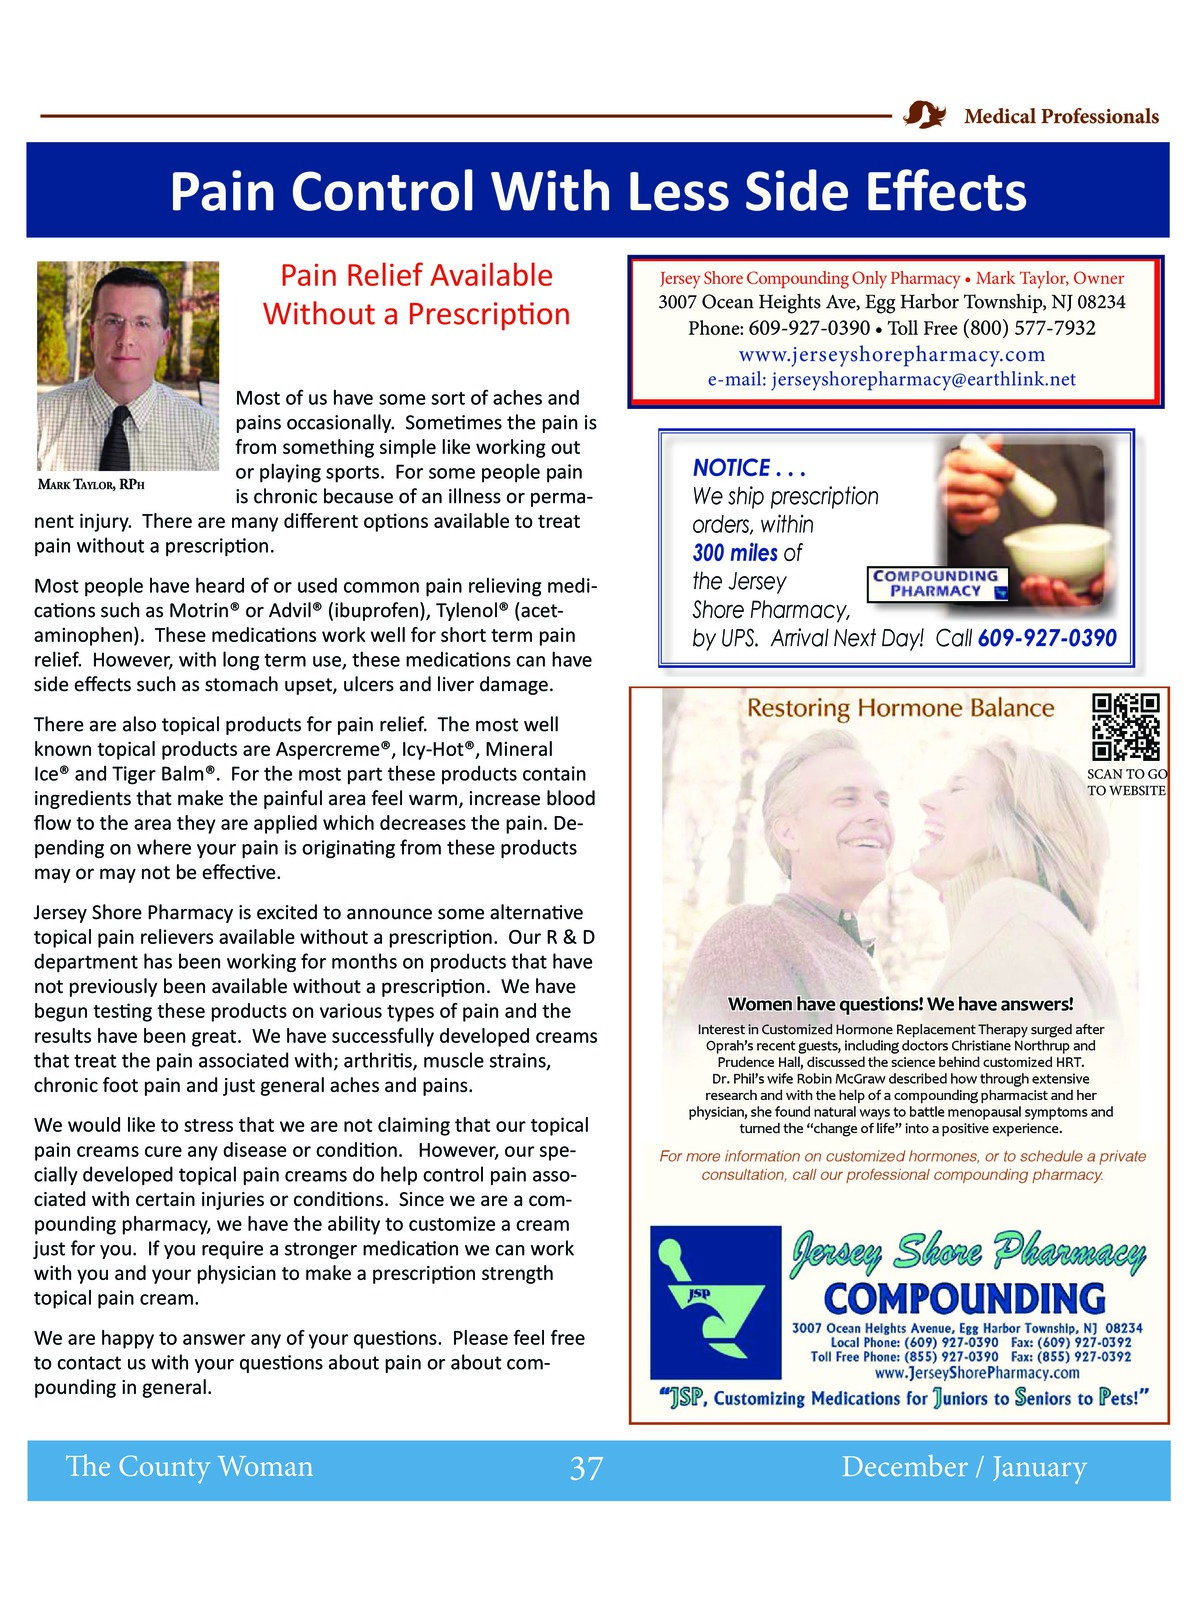 Medical Professionals
Pain Control With Less Side Effects
MARK TAYLOR, RPH
Pain Relief Available
Without a Prescription
Most of us have some sort of aches and
pains occasionally.  Sometimes the pain is
from something simple like working out
or playing sports.  For some people pain
is chronic because of an illness or perma-
nent injury.  There are many different options available to treat
pain without a prescription.
Most people have heard of or used common pain relieving medi-
cations such as Motrin® or Advil® (ibuprofen), Tylenol® (acet-
aminophen).  These medications work well for short term pain
relief.  However, with long term use, these medications can have
side effects such as stomach upset, ulcers and liver damage.
There are also topical products for pain relief.  The most well
known topical products are Aspercreme®, Icy-Hot®, Mineral
Ice® and Tiger Balm®.  For the most part these products contain
ingredients that make the painful area feel warm, increase blood
flow to the area they are applied which decreases the pain. De-
pending on where your pain is originating from these products
may or may not be effective.
Jersey Shore Pharmacy is excited to announce some alternative
topical pain relievers available without a prescription.  Our R & D
department has been working for months on products that have
not previously been available without a prescription.  We have
begun testing these products on various types of pain and the
results have been great.  We have successfully developed creams
that treat the pain associated with; arthritis, muscle strains,
chronic foot pain and just general aches and pains.
We would like to stress that we are not claiming that our topical
pain creams cure any disease or condition.   However, our spe-
cially developed topical pain creams do help control pain asso-
ciated with certain injuries or conditions.  Since we are a com-
pounding pharmacy, we have the ability to customize a cream
just for you.  If you require a stronger medication we can work
with you and your physician to make a prescription strength
topical pain cream.
We are happy to answer any of your questions.  Please feel free
to contact us with your questions about pain or about com-
pounding in general.
Jersey Shore Compounding Only Pharmacy • Mark Taylor, Owner
3007 Ocean Heights Ave, Egg Harbor Township, NJ 08234
Phone: 609-927-0390 • Toll Free (800) 577-7932
www.jerseyshorepharmacy.com
e-mail: jerseyshorepharmacy@earthlink.net
NOTICE . . .
We ship prescription
orders, within
300 miles of
the Jersey
Shore Pharmacy,
by UPS.  Arrival Next Day!  Call 609-927-0390
COMPOUNDING
PHARMACY
Restoring Hormone Balance
SCAN TO GO
TO WEBSITE
Women have questions! We have answers!
Interest in Customized Hormone Replacement Therapy surged after
Oprah's recent guests, including doctors Christiane Northrup and
Prudence Hall, discussed the science behind customized HRT.
Dr. Phil's wife Robin McGraw described how through extensive
research and with the help of a compounding pharmacist and her
physician, she found natural ways to battle menopausal symptoms and
turned the “change of life” into a positive experience.
For more information on customized hormones, or to schedule a private
consultation, call our professional compounding pharmacy.
jsp
Jersey Shore Pharmacy
COMPOUNDING
3007 Ocean Heights Avenue, Egg Harbor Township, NJ 08234
Local Phone: (609) 927-0390  Fax: (609) 927-0392
Toll Free Phone: (855) 927-0390  Fax: (855) 927-0392
www.JerseyShorePharmacy.com
“JSP, Customizing Medications for Juniors to Seniors to Pets!”
The County Woman
37
December / January